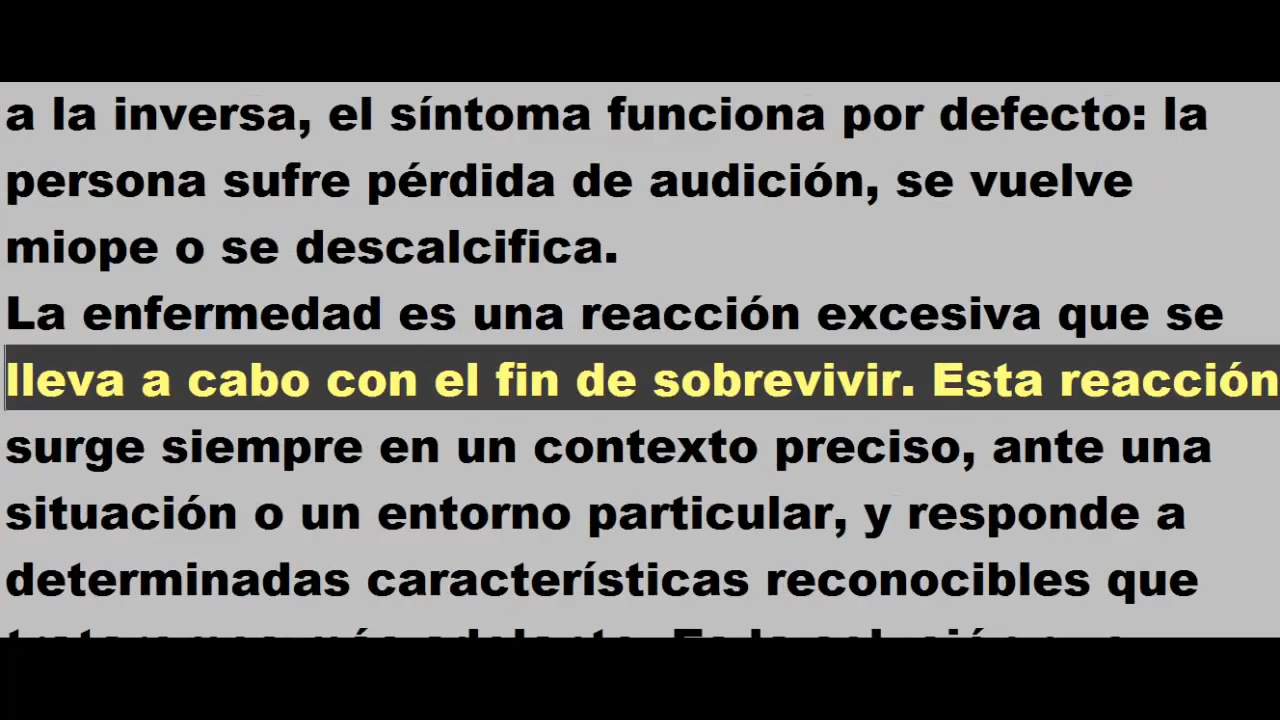 a la inversa, el síntoma funciona por defecto: la
persona sufre pérdida de audición, se vuelve
miope o se descalcifica.
La enfermedad es una reacción excesiva que se
lleva a cabo con el fin de sobrevivir. Esta reacción
surge siempre en un contexto preciso, ante una
situación o un entorno particular, y responde a
determinadas características reconocibles que